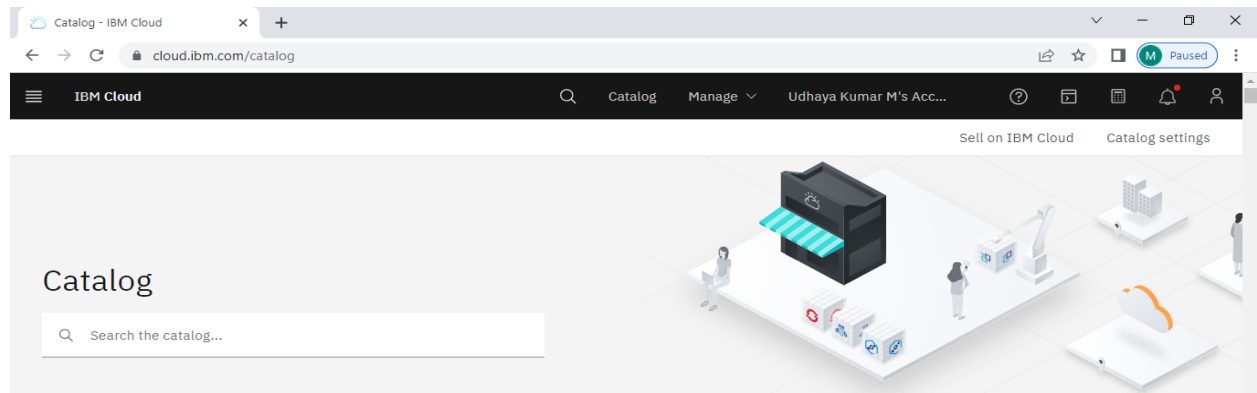 Catalog - IBM Cloud
cloud.ibm.com/catalog
M Paused
IBM Cloud Catalog Manage Udhaya Kumar M's Acc...
Sell on IBM Cloud Catalog settings
Catalog
Search the catalog...